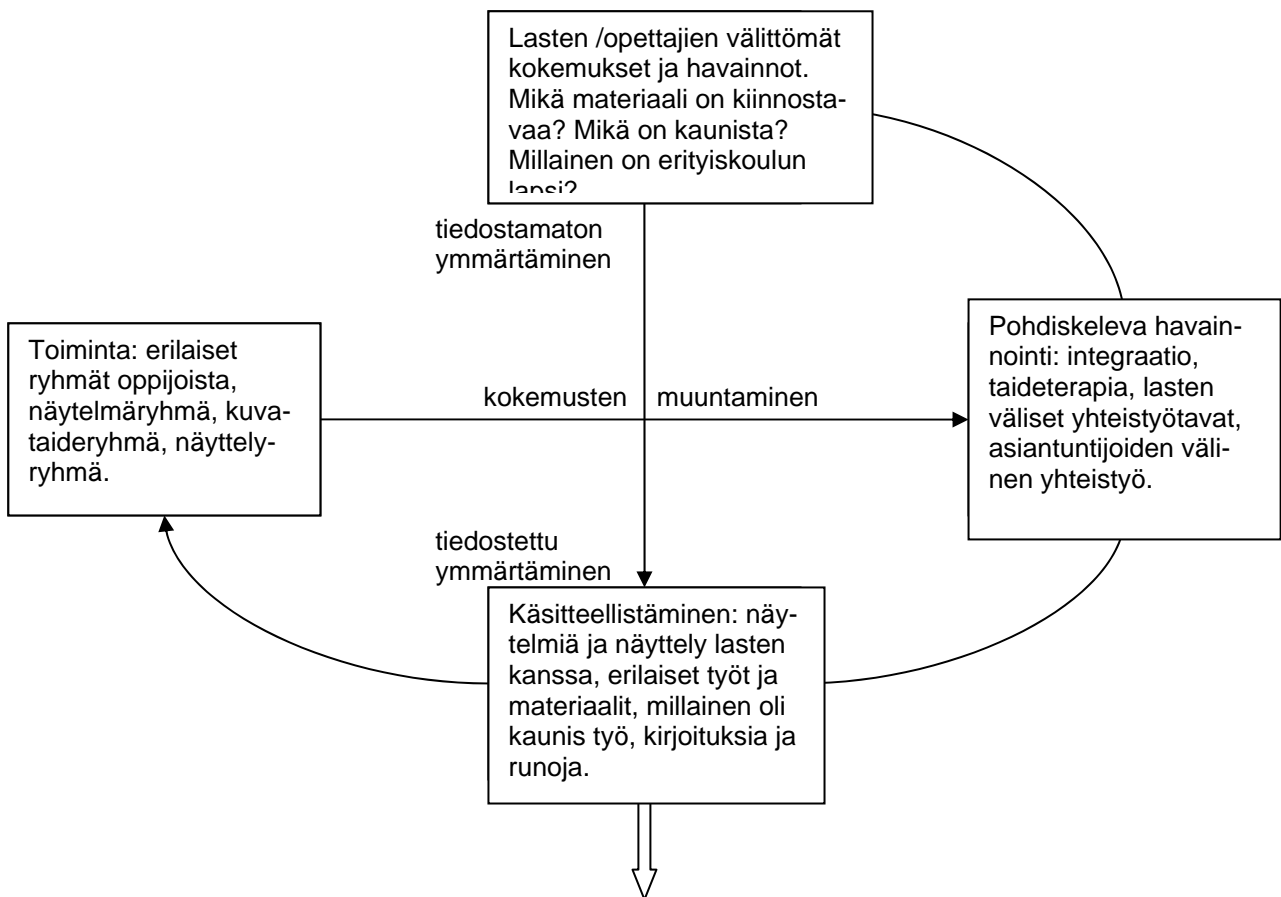 Lasten /opettajien välittömät
kokemukset ja havainnot.
Mikä materiaali on kiinnosta-
vaa? Mikä on kaunista?
Millainen on erityiskoulun
lapsi?
tiedostamaton
ymmärtäminen
Toiminta: erilaiset
ryhmät oppijoista,
näytelmäryhmä, kuva-
taideryhmä, näyttely-
ryhmä.
kokemusten muuntaminen
Pohdiskeleva havain-
nointi: integraatio,
taideterapia, lasten
väliset yhteistyötavat,
asiantuntijoiden väli-
nen yhteistyö.
tiedostettu
ymmärtäminen
Käsitteellistäminen: näy-
telmiä ja näyttely lasten
kanssa, erilaiset työt ja
materiaalit, millainen oli
kaunis työ, kirjoituksia ja
runoja.